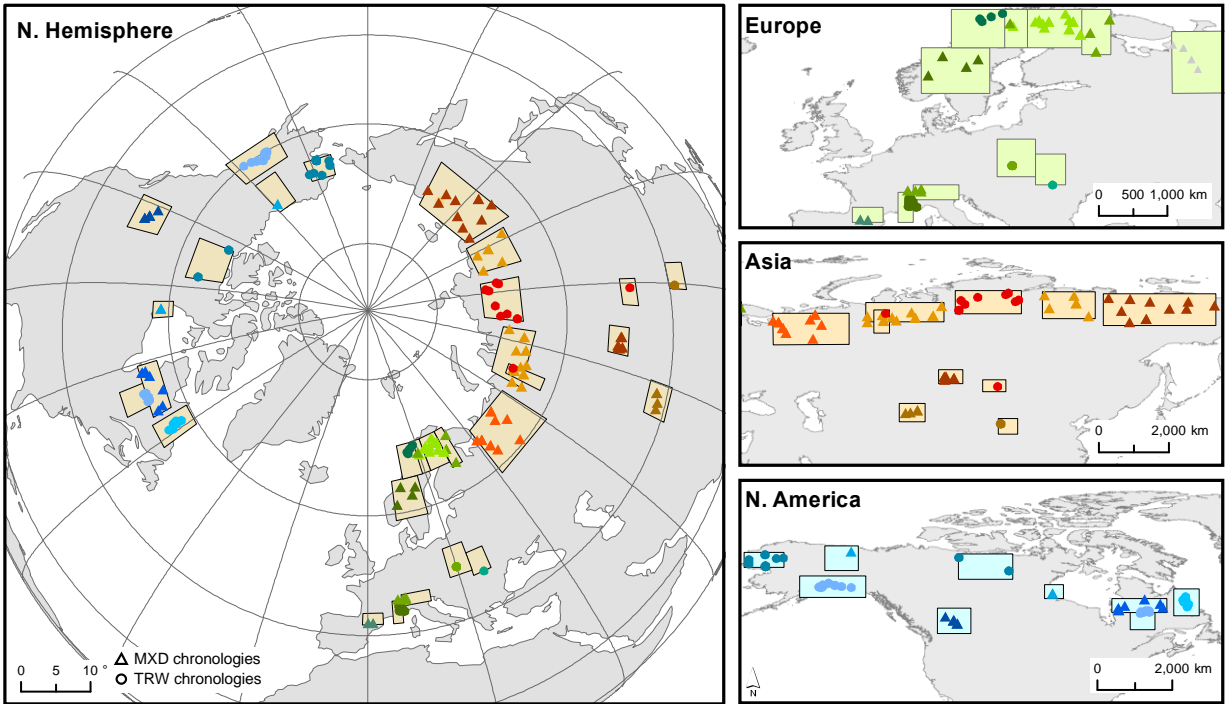 N. Hemisphere
0 5 10 °
MXD chronologies
TRW chronologies
Europe
0 500 1,000 km
Asia
0 2,000 km
N. America
N
0 2,000 km